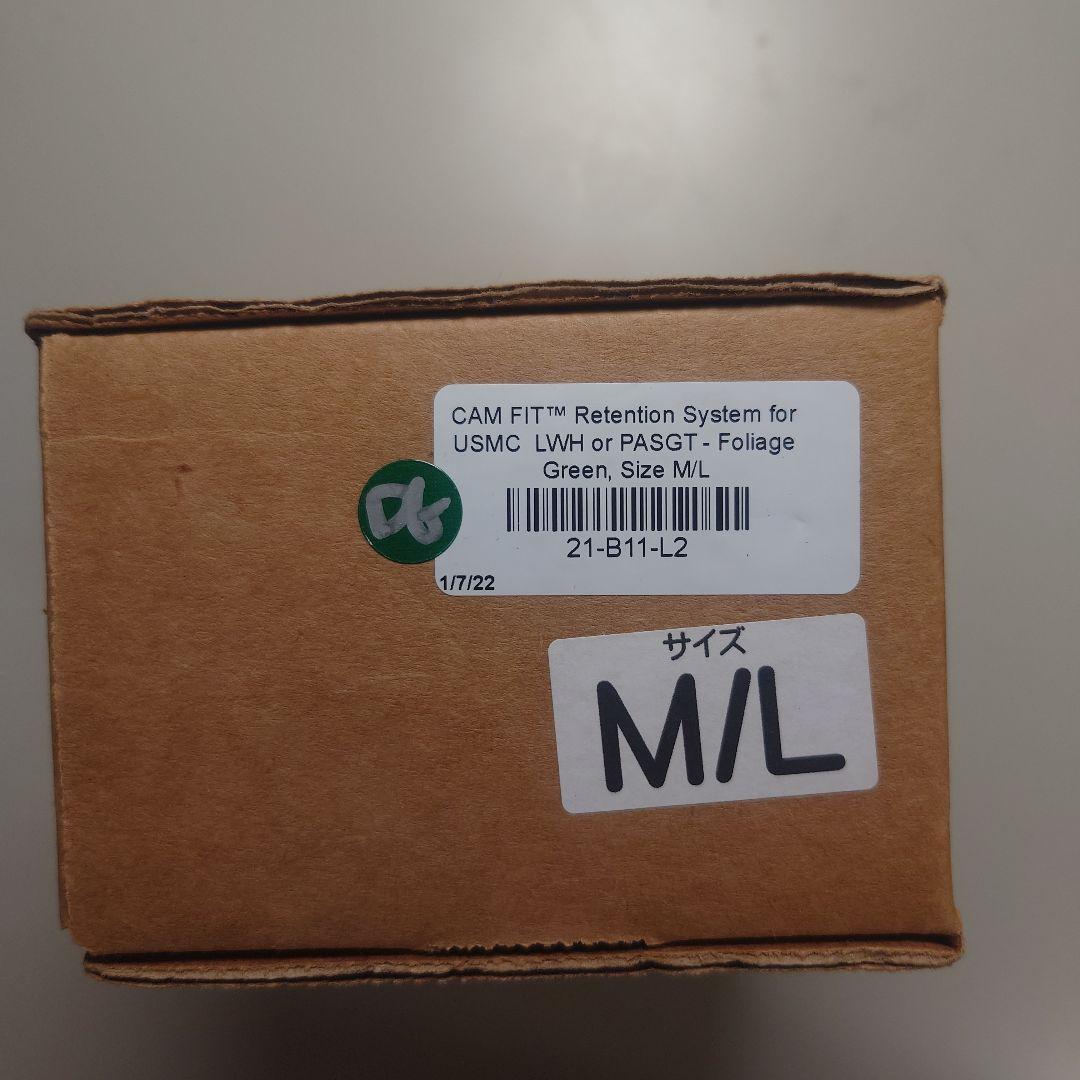 CAM FIT™ Retention System for
USMC LWH or PASGT - Foliage
Green, Size M/L
21-B11-L2
1/7/22
サイズ
M/L